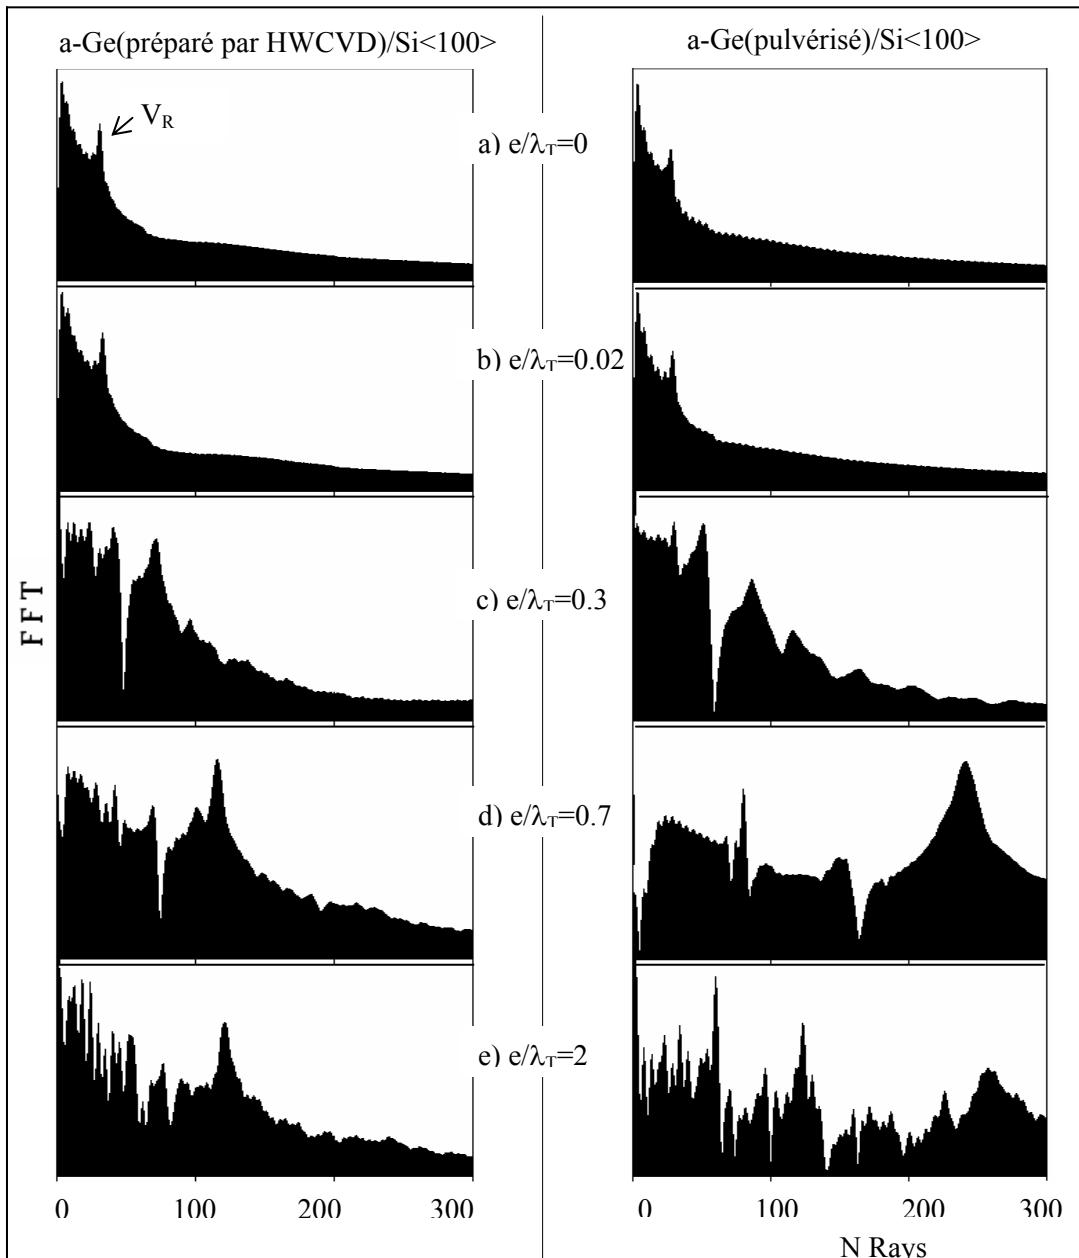 a-Ge(préparé par HWCVD)/Si<100>
a-Ge(pulvérisé)/Si<100>
V_R
a) e/λ_T=0
b) e/λ_T=0.02
c) e/λ_T=0.3
d) e/λ_T=0.7
e) e/λ_T=2
FFT
0 100 200 300
0 100 200 300
N Rays